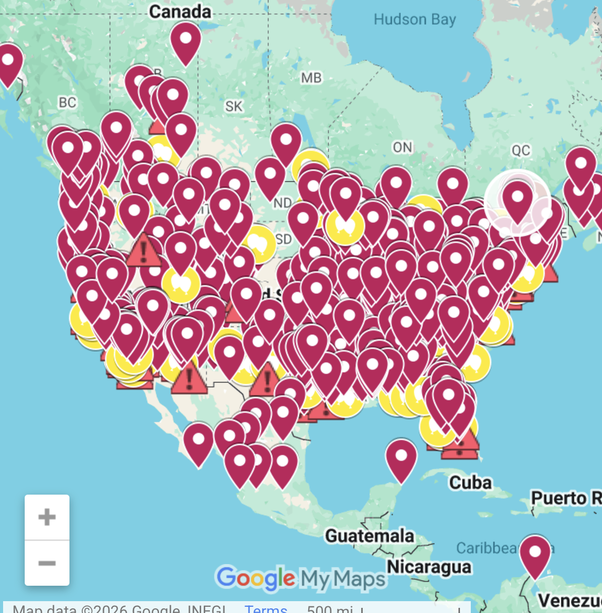 Canada
Hudson Bay
MB
BC
SK
ON
QC
ND
SD
Cuba
Puerto R
Guatemala
Caribbea
Nicaragua
Google My Maps
Venezu
Map data ©2026 Google, INEGI
Terms
500 mi